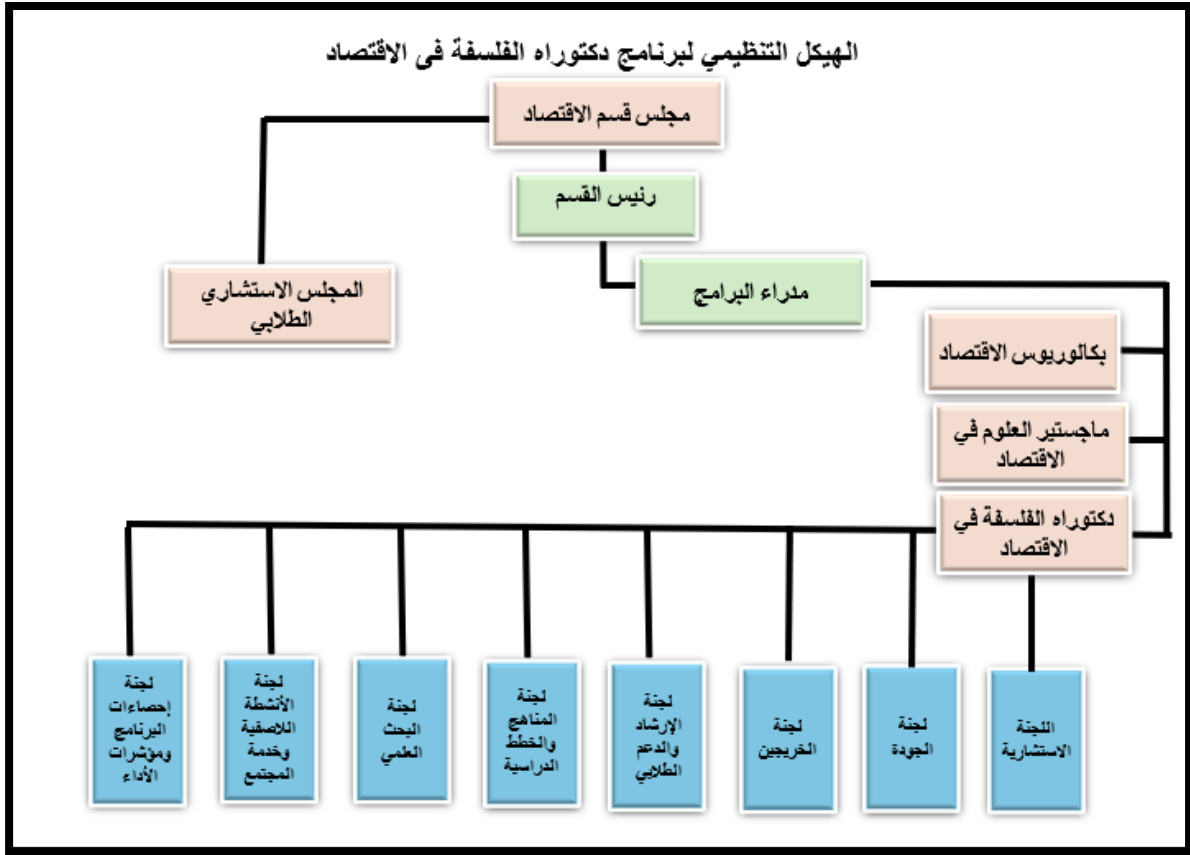 الهيكل التنظيمي لبرنامج دكتوراه الفلسفة فى الاقتصاد
مجلس قسم الاقتصاد
رئيس القسم
مدراء البرامج
المجلس الاستشاري
الطلابي
بكالوريوس الاقتصاد
ماجستير العلوم في
الاقتصاد
دكتوراه الفلسفة في
الاقتصاد
اللجنة
الاستشارية
لجنة
الجودة
لجنة
الخريجين
لجنة
الإرشاد
والدعم
الطلابي
لجنة
المناهج
والخطط
الدراسية
لجنة
البحث
العلمي
لجنة
الأنشطة
اللاصفية
وخدمة
المجتمع
لجنة
إحصاءات
البرنامج
ومؤشرات
الأداء